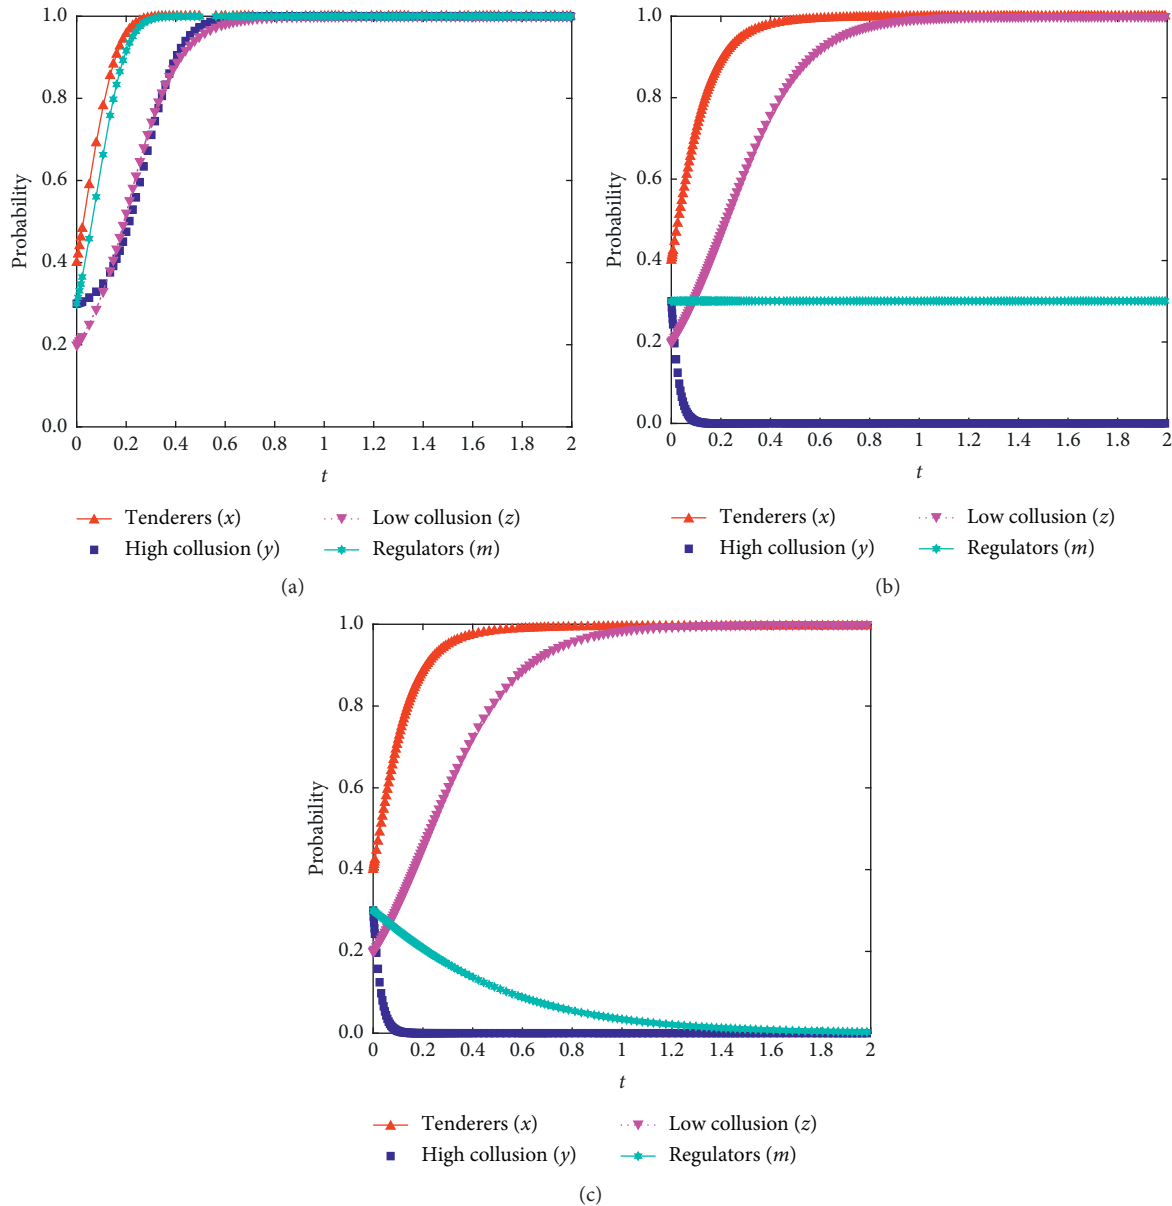 1.0
0.8
0.6
0.4
0.2
0.0
Probability
0 0.2 0.4 0.6 0.8 1 1.2 1.4 1.6 1.8 2
t
Tenderers (x)
High collusion (y)
Low collusion (z)
Regulators (m)
(a)
1.0
0.8
0.6
0.4
0.2
0.0
Probability
0 0.2 0.4 0.6 0.8 1 1.2 1.4 1.6 1.8 2
t
Tenderers (x)
High collusion (y)
Low collusion (z)
Regulators (m)
(b)
1.0
0.8
0.6
0.4
0.2
0.0
Probability
0 0.2 0.4 0.6 0.8 1 1.2 1.4 1.6 1.8 2
t
Tenderers (x)
High collusion (y)
Low collusion (z)
Regulators (m)
(c)